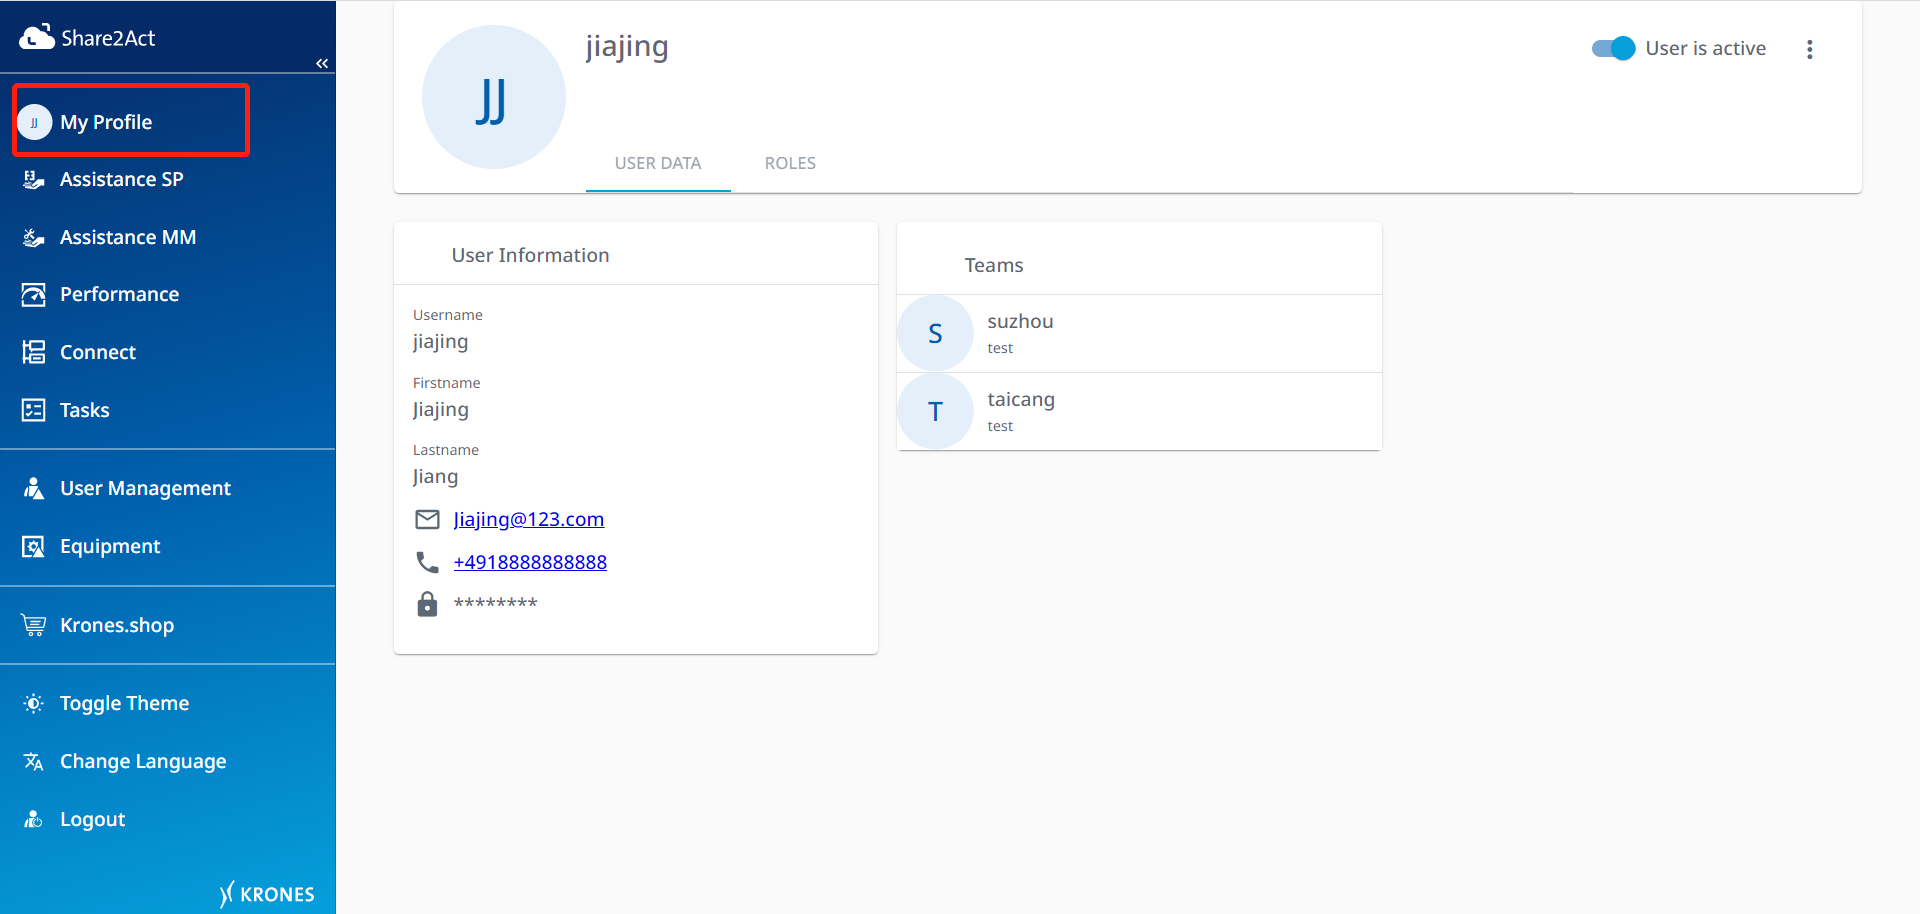 Share2Act
«
JJ My Profile
Assistance SP
Assistance MM
Performance
Connect
Tasks
User Management
Equipment
Krones.shop
Toggle Theme
Change Language
Logout
KRONES
JJ
jiajing
User is active
USER DATA ROLES
User Information
Username
jiajing
Firstname
Jiajing
Lastname
Jiang
Jiajing@123.com
+4918888888888
********
Teams
S
suzhou
test
T
taicang
test